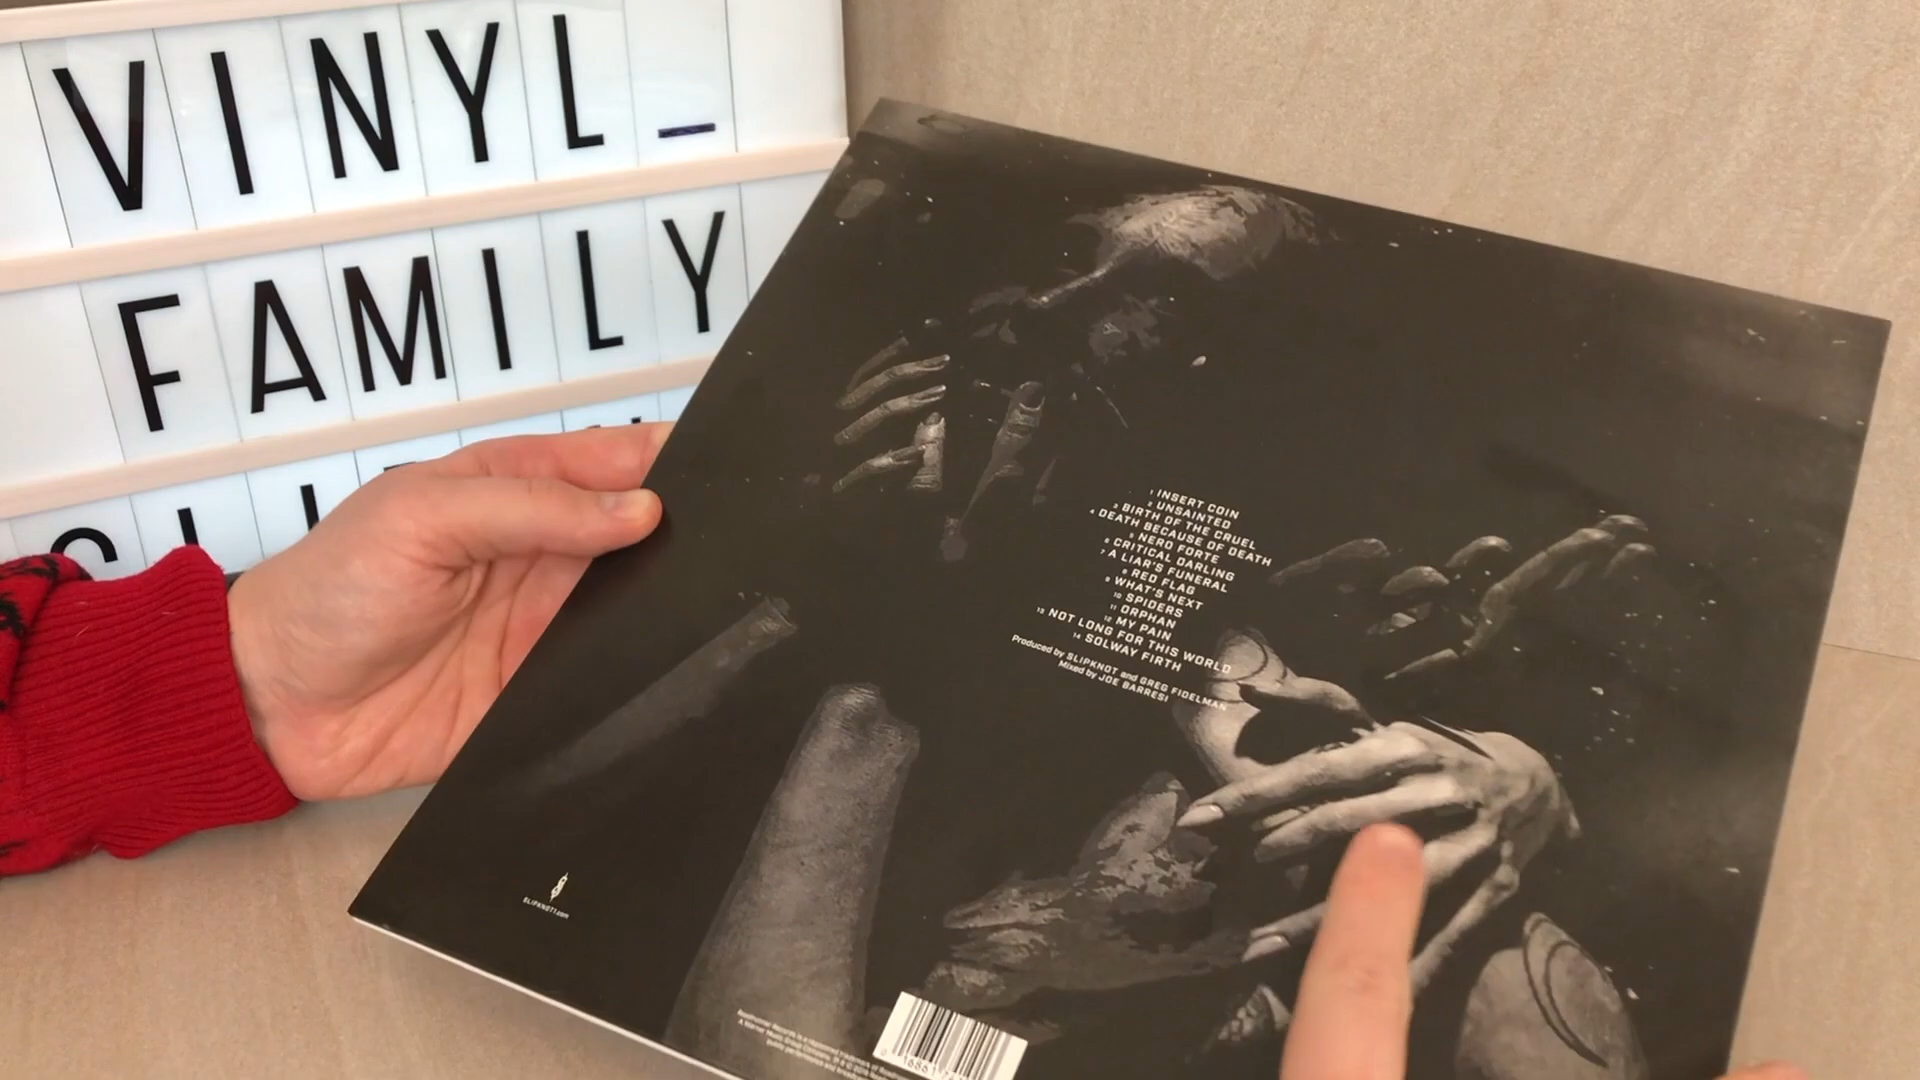 VINYL_
FAMILY
1 INSERT COIN
2 UNSAINTED
3 BIRTH OF THE CRUEL
4 DEATH BECAUSE OF DEATH
5 NERO FORTE
6 CRITICAL DARLING
7 A LIAR'S FUNERAL
8 RED FLAG
9 WHAT'S NEXT
10 SPIDERS
11 ORPHAN
12 MY PAIN
13 NOT LONG FOR THIS WORLD
14 SOLWAY FIRTH
Produced by SLIPKNOT and GREG FIDELMAN
Mixed by JOE BARRESI
SLIPKNOT1.com